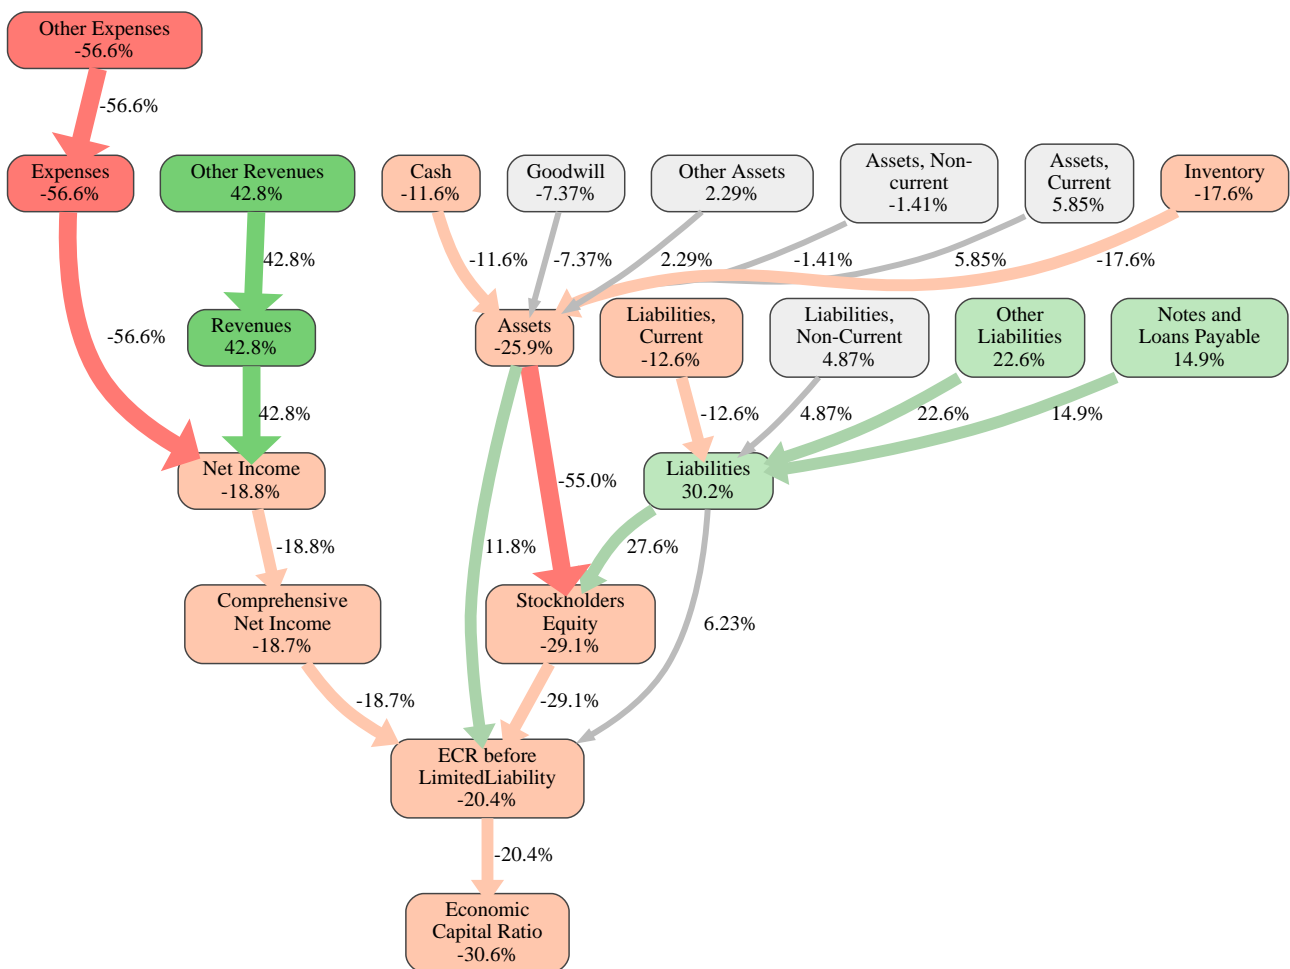 Other Expenses
-56.6%
-56.6%
Expenses
-56.6%
Other Revenues
42.8%
Cash
-11.6%
Goodwill
-7.37%
Other Assets
2.29%
Assets, Non-
current
-1.41%
Assets,
Current
5.85%
Inventory
-17.6%
42.8%
-11.6%
-7.37%
2.29%
-1.41%
5.85%
-17.6%
-56.6%
Revenues
42.8%
Assets
-25.9%
Liabilities,
Current
-12.6%
Liabilities,
Non-Current
4.87%
Other
Liabilities
22.6%
Notes and
Loans Payable
14.9%
42.8%
-12.6%
4.87%
22.6%
14.9%
Net Income
-18.8%
-55.0%
Liabilities
30.2%
-18.8%
11.8%
27.6%
Comprehensive
Net Income
-18.7%
Stockholders
Equity
-29.1%
6.23%
-18.7%
-29.1%
ECR before
LimitedLiability
-20.4%
-20.4%
Economic
Capital Ratio
-30.6%